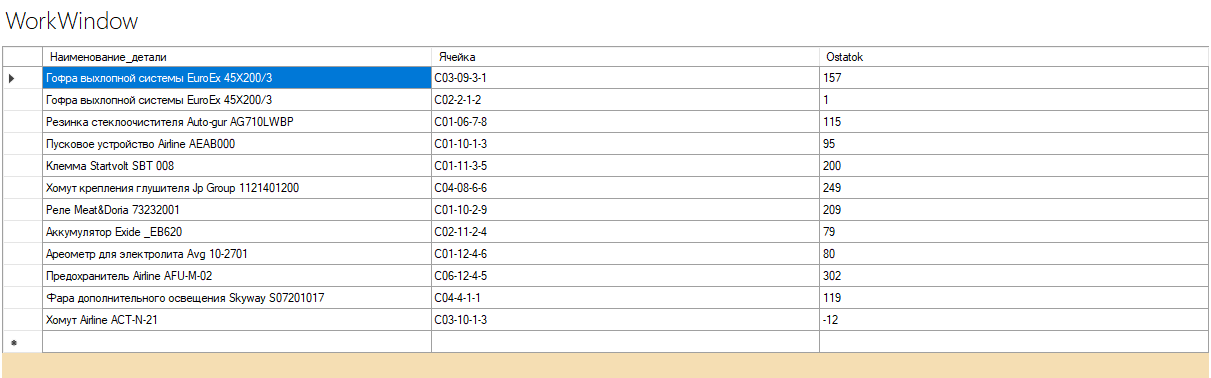 WorkWindow
Наименование_детали Ячейка Ostatok
Гофра выхлопной системы EuroEx 45X200/3 C03-09-3-1 157
Гофра выхлопной системы EuroEx 45X200/3 C02-2-1-2 1
Резинка стеклоочистителя Auto-gur AG710LWBP C01-06-7-8 115
Пусковое устройство Airline AEAB000 C01-10-1-3 95
Клемма Startvolt SBT 008 C01-11-3-5 200
Хомут крепления глушителя Jp Group 1121401200 C04-08-6-6 249
Реле Meat&Doria 73232001 C01-10-2-9 209
Аккумулятор Exide _EB620 C02-11-2-4 79
Ареометр для электролита Avg 10-2701 C01-12-4-6 80
Предохранитель Airline AFU-M-02 C06-12-4-5 302
Фара дополнительного освещения Skyway S07201017 C04-4-1-1 119
Хомут Airline ACT-N-21 C03-10-1-3 -12